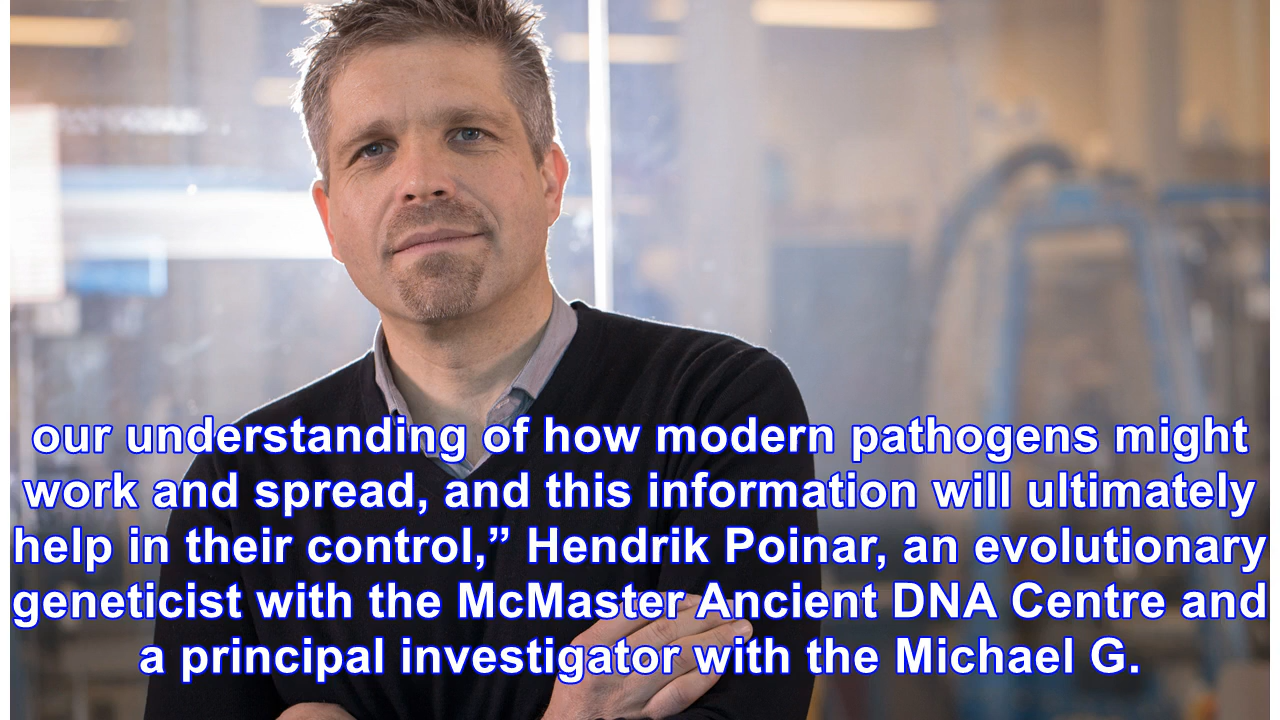 our understanding of how modern pathogens might
work and spread, and this information will ultimately
help in their control,” Hendrik Poinar, an evolutionary
geneticist with the McMaster Ancient DNA Centre and
a principal investigator with the Michael G.